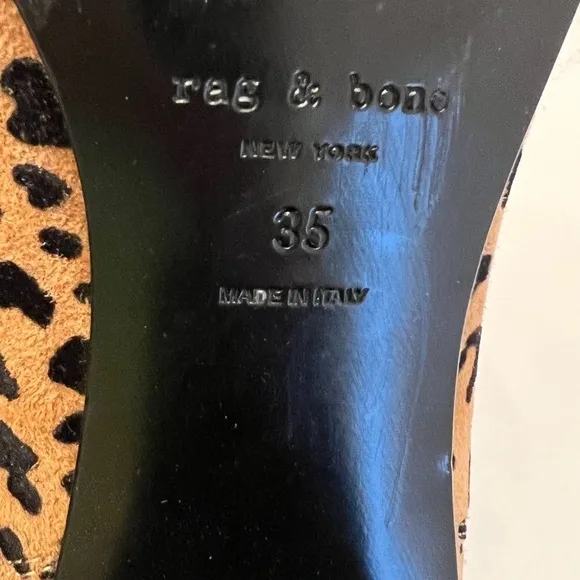 rag & bone
NEW YORK
35
MADE IN ITALY